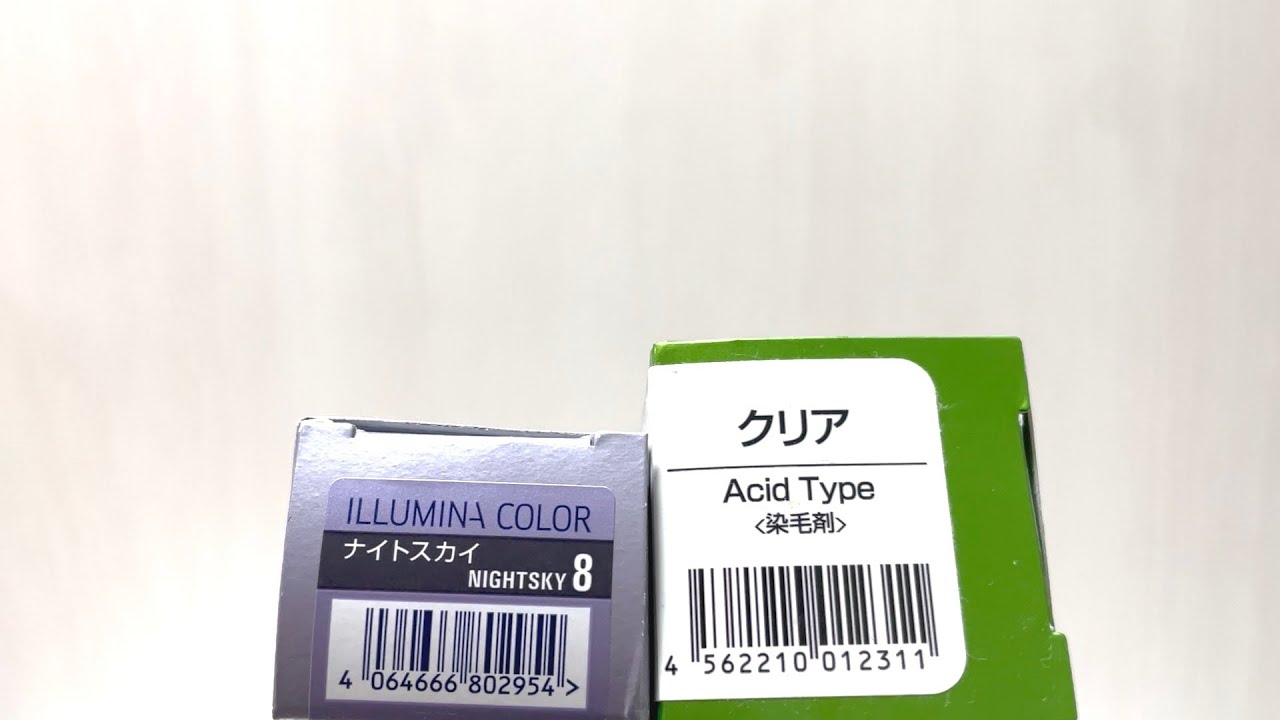 ILLUMINA COLOR
ナイトスカイ
NIGHTSKY 8
4 064666 802954 >
クリア
Acid Type
<染毛剤>
4 562210 012311